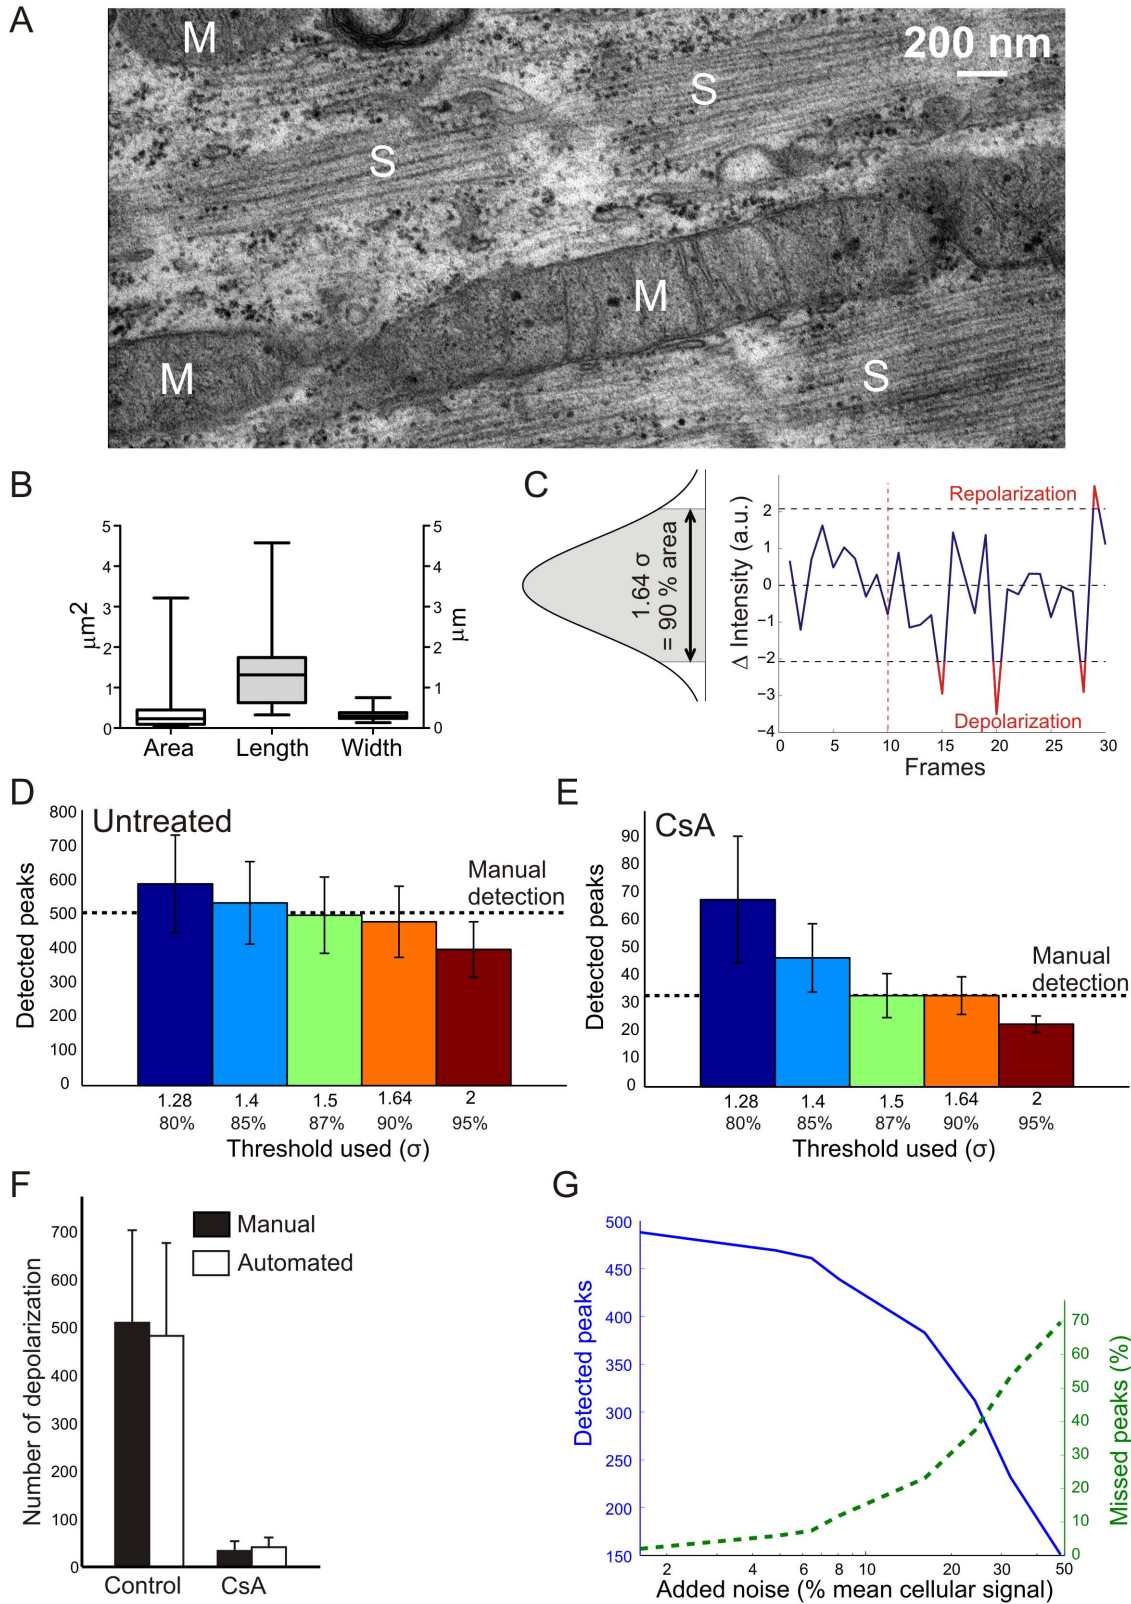 A
M
200 nm
S
S
M
M
S
B
5
4
3
2
1
0
μm2
5
4
3
2
1
0
μm
Area
Length
Width
C
1.64 σ
= 90 % area
Δ Intensity (a.u.)
2
1
0
−1
−2
−3
−4
Repolarization
Depolarization
0
5
10
15
20
25
30
Frames
D
Untreated
Detected peaks
800
700
600
500
400
300
200
100
0
Manual
detection
1.28
1.4
1.5
1.64
2
80%
85%
87%
90%
95%
Threshold used (σ)
E
CsA
Detected peaks
90
80
70
60
50
40
30
20
10
0
Manual
detection
1.28
1.4
1.5
1.64
2
80%
85%
87%
90%
95%
Threshold used (σ)
F
Number of depolarization
700
600
500
400
300
200
100
0
Manual
Automated
Control
CsA
G
Detected peaks
500
450
400
350
300
250
200
150
70
60
50
40
30
20
10
0
Missed peaks (%)
2
4
6
8
10
20
30
50
Added noise (% mean cellular signal)